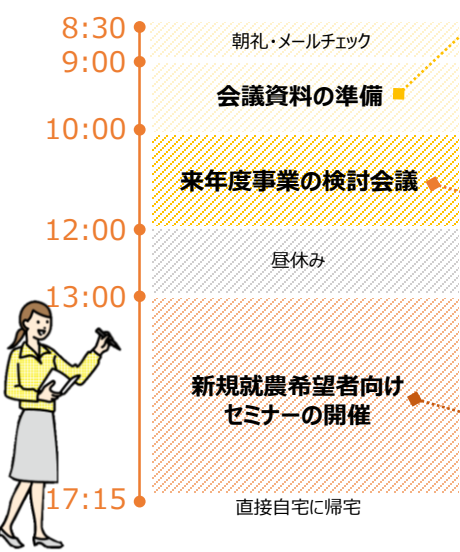 8:30
朝礼・メールチェック
9:00
会議資料の準備
10:00
来年度事業の検討会議
12:00
昼休み
13:00
新規就農希望者向け
セミナーの開催
17:15
直接自宅に帰宅